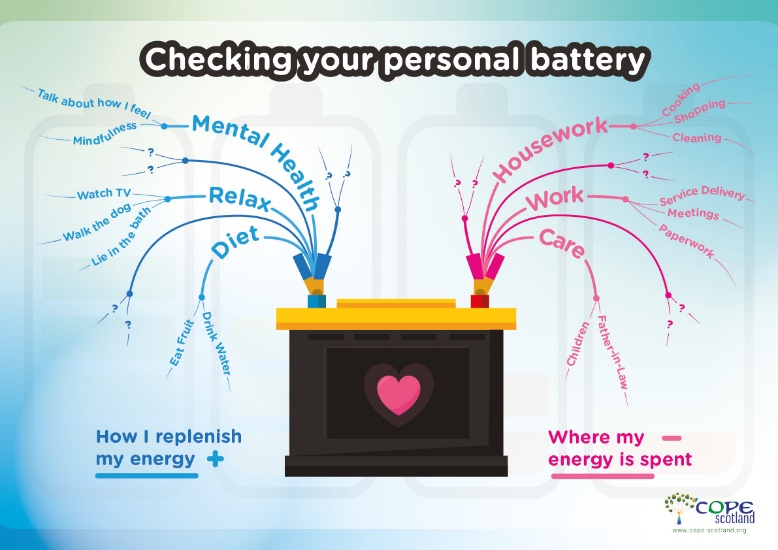 Checking your personal battery
Mental Health
Talk about how I feel
Mindfulness
?
?
?
?
Relax
Watch TV
Walk the dog
Lie in the bath
Diet
Eat Fruit
Drink Water
?
?
Housework
Cooking
Shopping
Cleaning
?
?
?
?
Work
Service Delivery
Meetings
Paperwork
Care
Children
Father-in-Law
?
?
How I replenish
my energy +
Where my −
energy is spent
COPE
scotland
www.cope-scotland.org